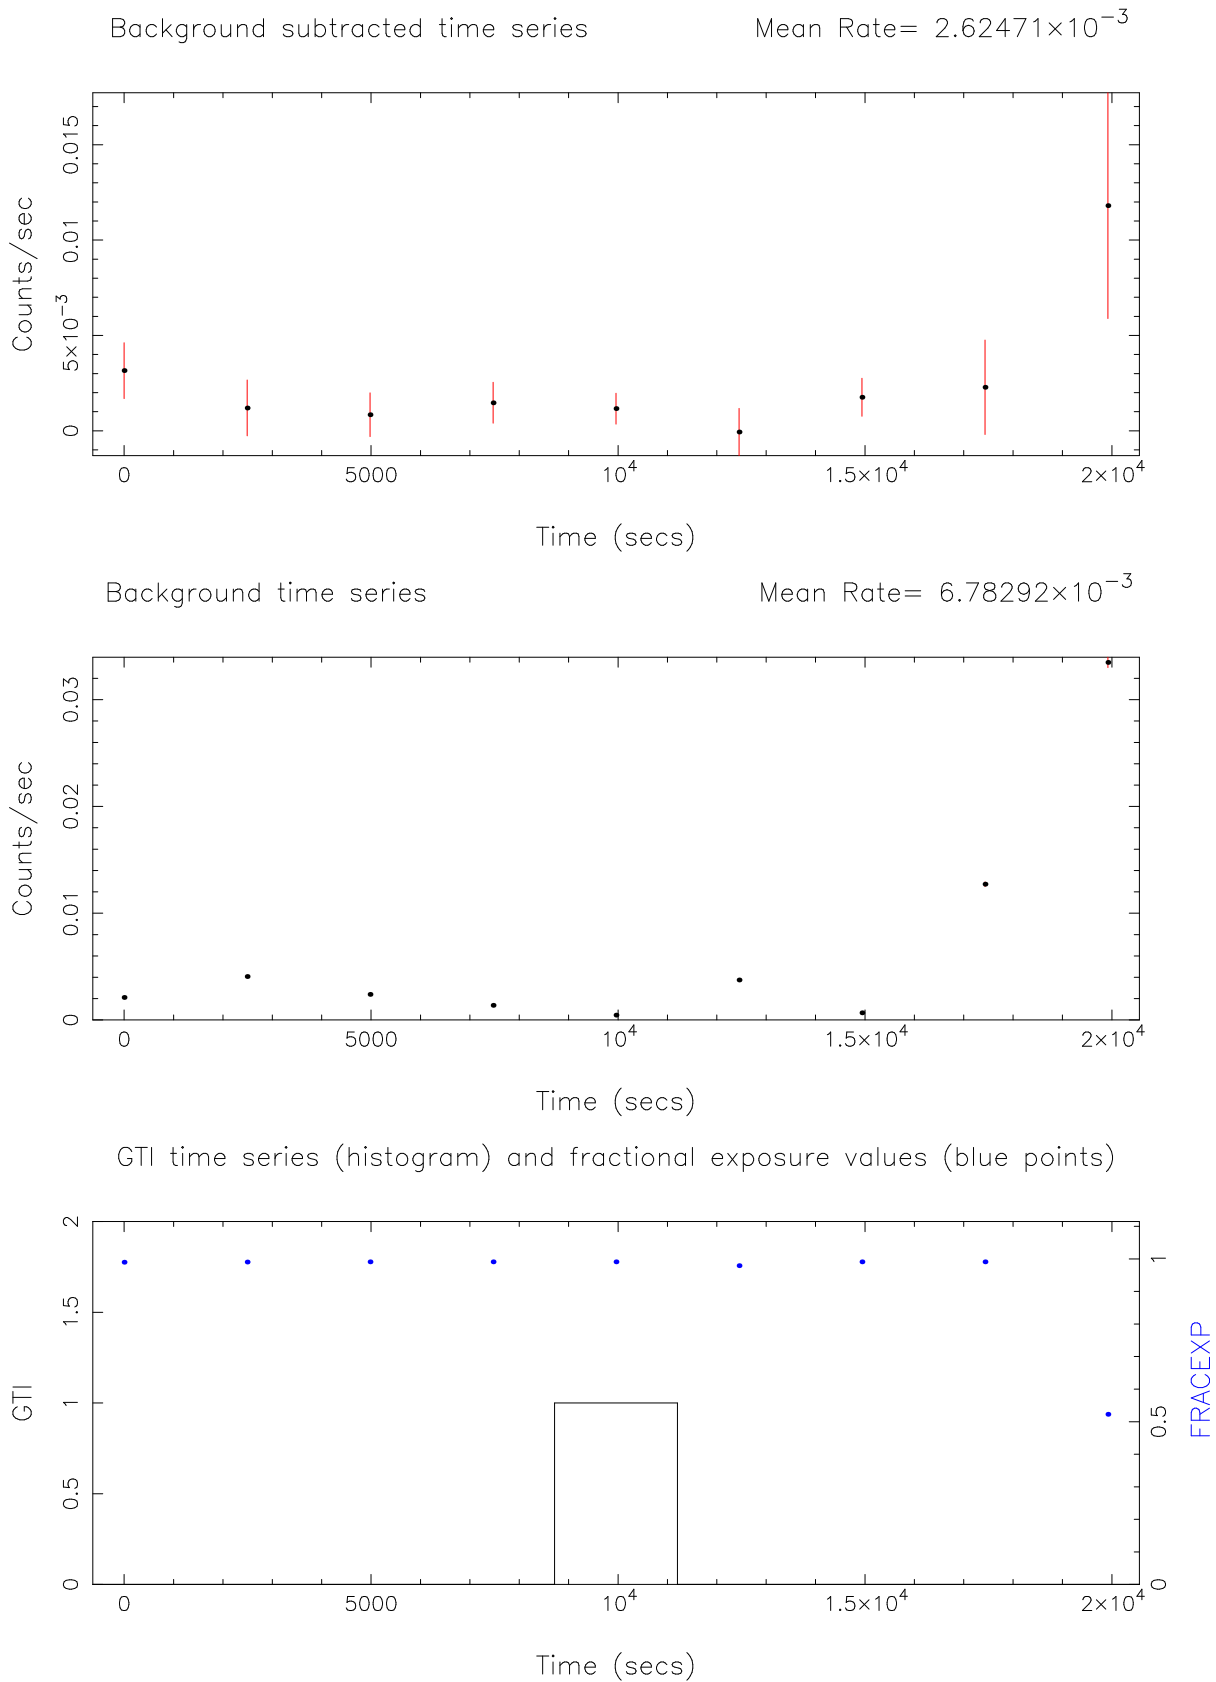 Background subtracted time series Mean Rate= 2.62471×10⁻³
Counts/sec
0 5×10⁻³ 0.01 0.015
0 5000 10⁴ 1.5×10⁴ 2×10⁴
Time (secs)
Background time series Mean Rate= 6.78292×10⁻³
Counts/sec
0 0.01 0.02 0.03
0 5000 10⁴ 1.5×10⁴ 2×10⁴
Time (secs)
GTI time series (histogram) and fractional exposure values (blue points)
GTI
0 0.5 1 1.5 2
0 0.5 1
FRACEXP
0 5000 10⁴ 1.5×10⁴ 2×10⁴
Time (secs)